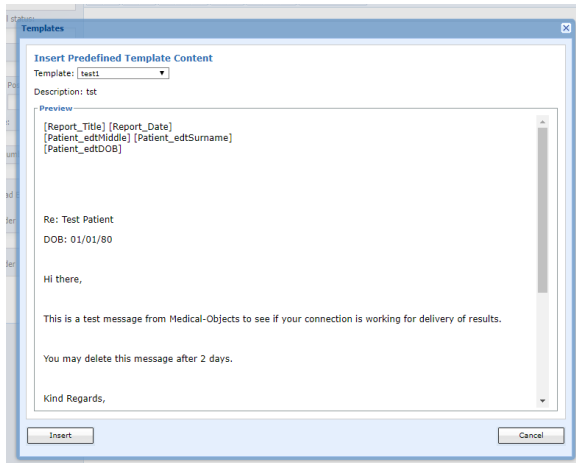 l status:
Templates
Insert Predefined Template Content
Template: test1
Description: tst
Preview
[Report_Title] [Report_Date]
[Patient_edtMiddle] [Patient_edtSurname]
[Patient_edtDOB]
Re: Test Patient
DOB: 01/01/80
Hi there,
This is a test message from Medical-Objects to see if your connection is working for delivery of results.
You may delete this message after 2 days.
Kind Regards,
Insert
Cancel